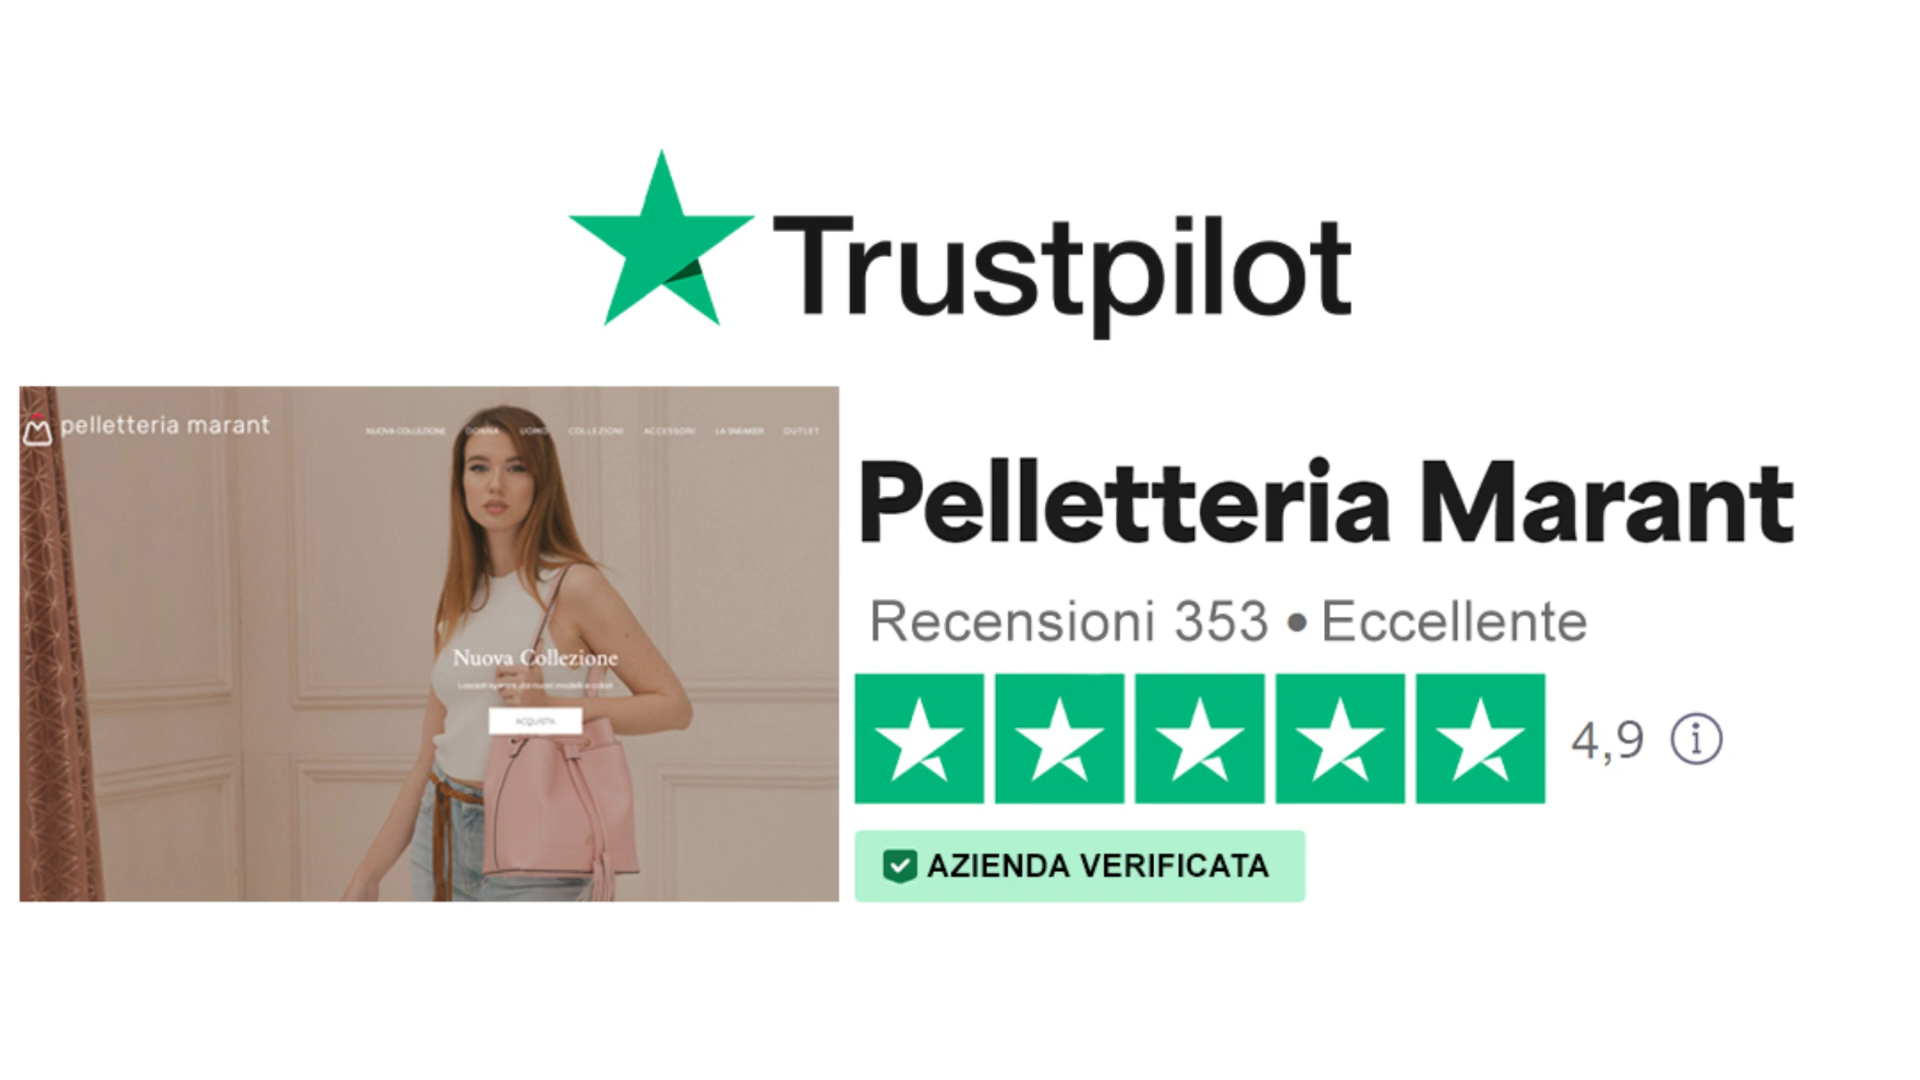 Trustpilot
pelletteria marant
NUOVA COLLEZIONE DONNA UOMO COLLEZIONI ACCESSORI LA SNEAKER OUTLET
Nuova Collezione
ACQUISTA
Pelletteria Marant
Recensioni 353 • Eccellente
4,9
AZIENDA VERIFICATA